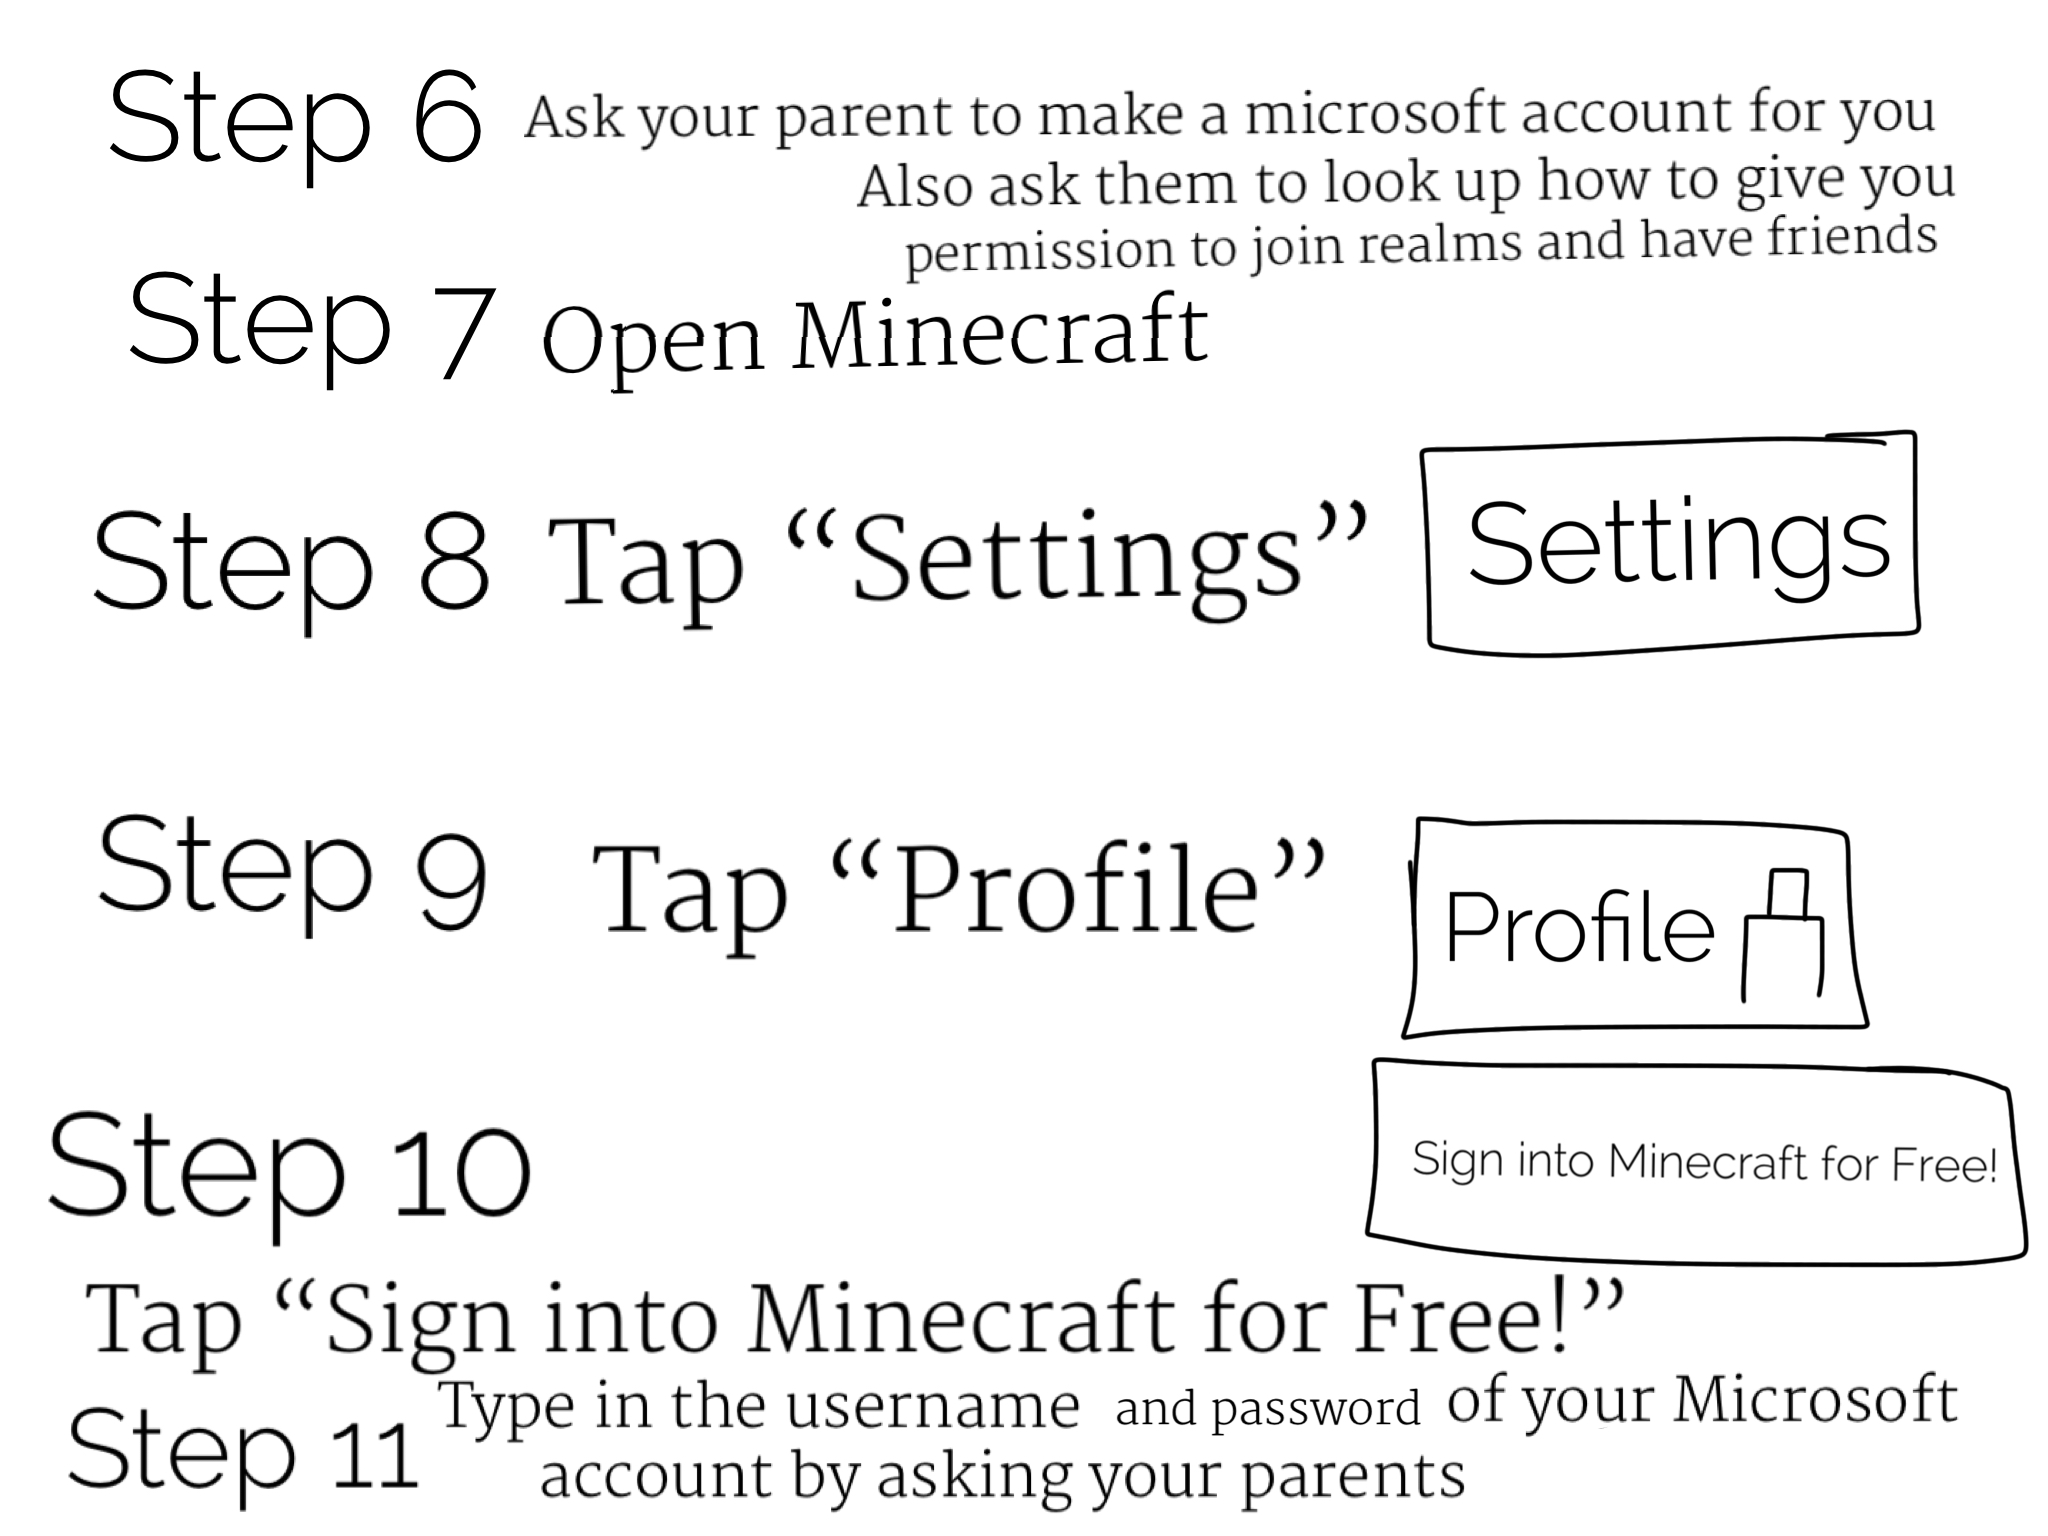 Step 6 Ask your parent to make a microsoft account for you
Also ask them to look up how to give you
permission to join realms and have friends
Step 7 Open Minecraft
Step 8 Tap “Settings” Settings
Step 9 Tap “Profile” Profile
Step 10 Sign into Minecraft for Free!
Tap “Sign into Minecraft for Free!”
Step 11 Type in the username and password of your Microsoft
account by asking your parents